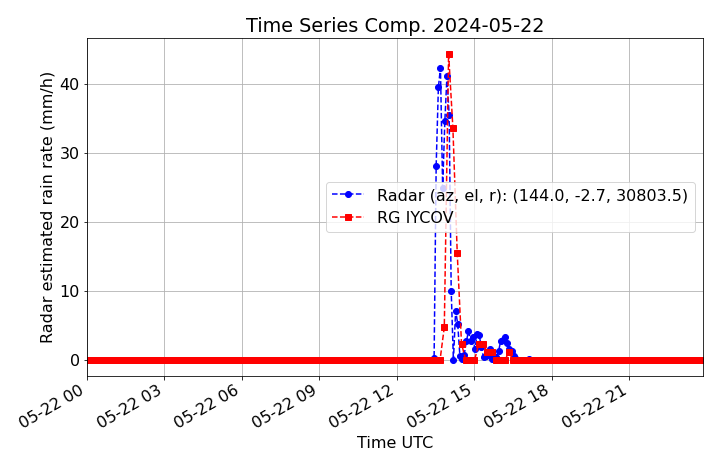 Time Series Comp. 2024-05-22
Radar estimated rain rate (mm/h)
40
30
20
10
0
Radar (az, el, r): (144.0, -2.7, 30803.5)
RG IYCOV
05-22 00
05-22 03
05-22 06
05-22 09
05-22 12
05-22 15
05-22 18
05-22 21
Time UTC